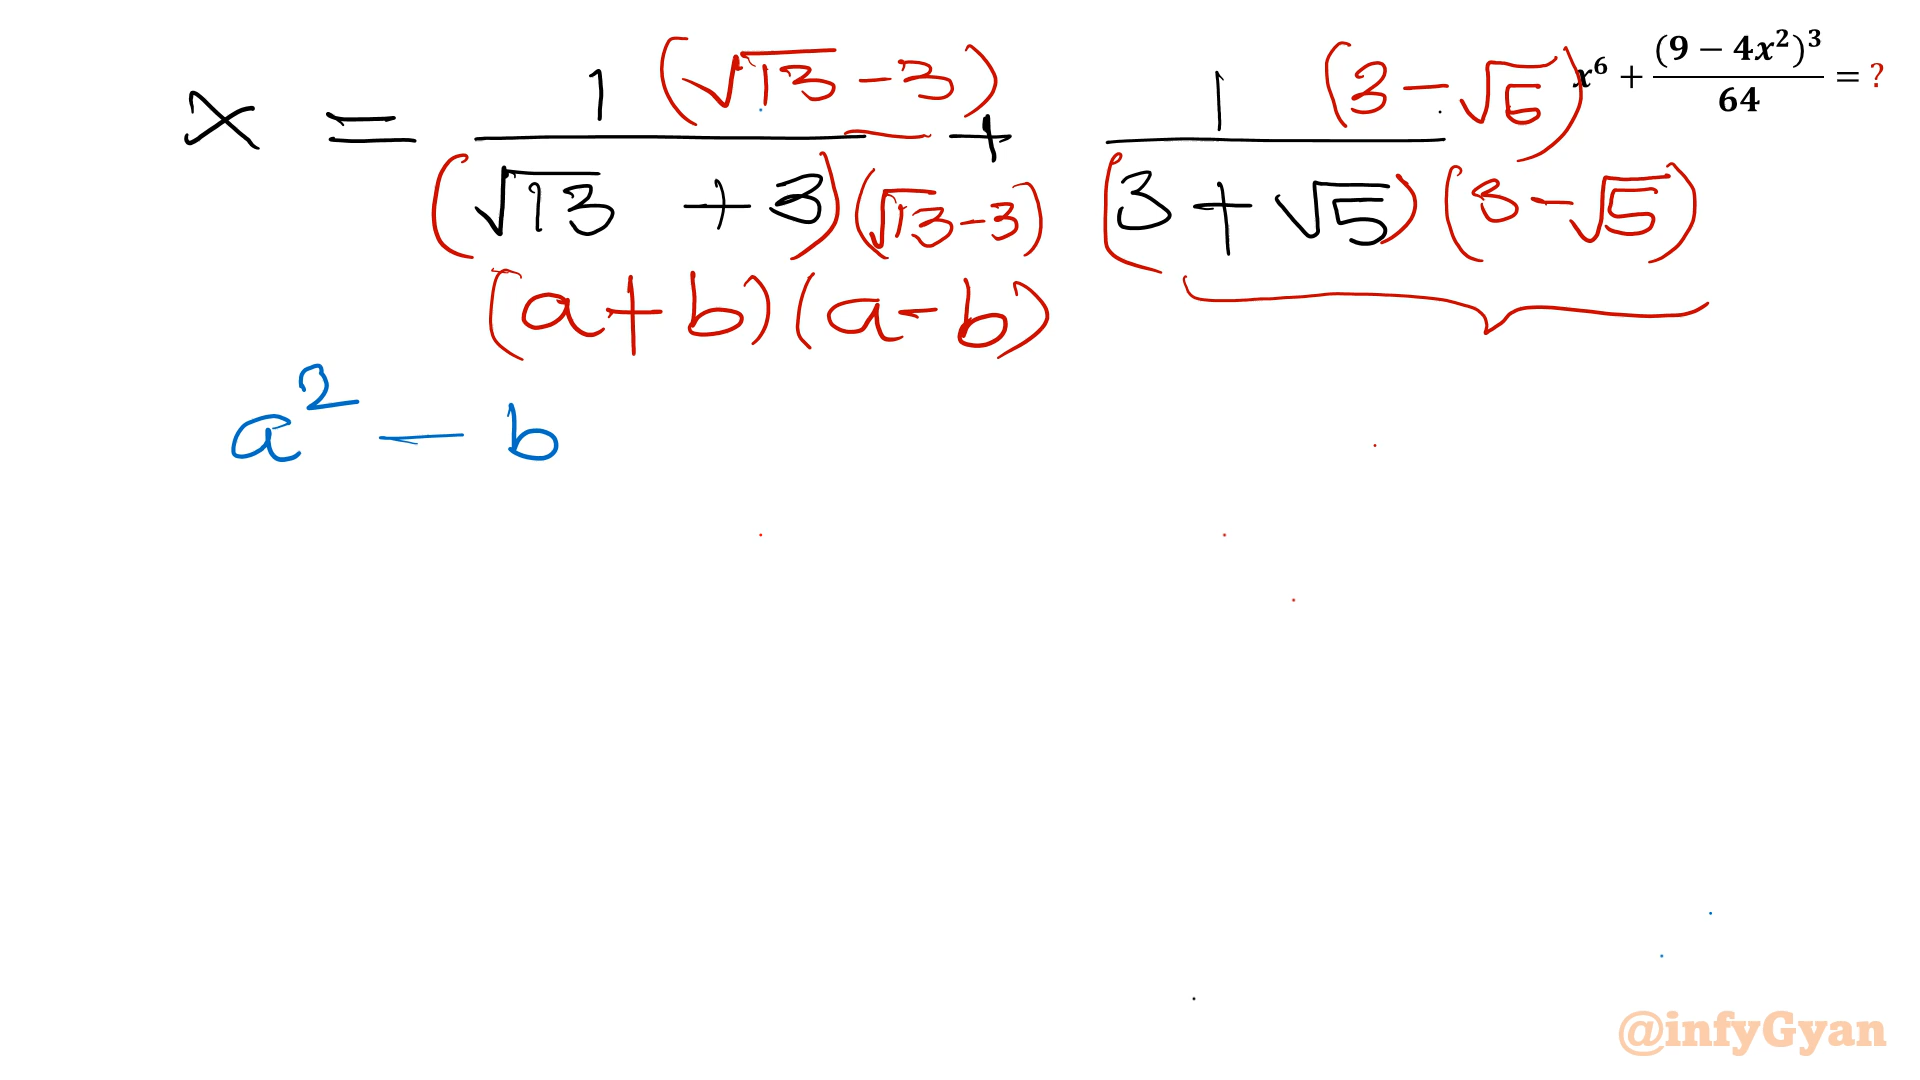 x = 1(√13 − 3)/(√13 + 3)(√13 − 3) + 1(3 − √5)/(3 + √5)(3 − √5)
x⁶ + (9 − 4x²)³/64 = ?
(a + b)(a − b)
a² − b
@infyGyan